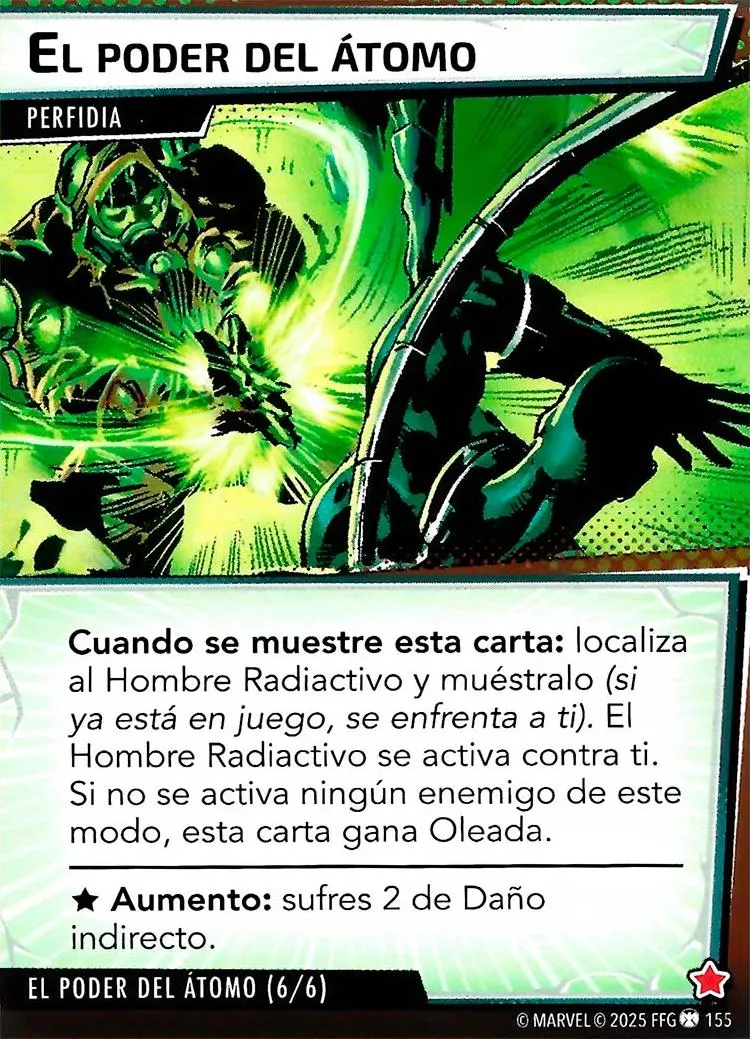 EL PODER DEL ÁTOMO
PERFIDIA
Cuando se muestre esta carta: localiza
al Hombre Radiactivo y muéstralo (si
ya está en juego, se enfrenta a ti). El
Hombre Radiactivo se activa contra ti.
Si no se activa ningún enemigo de este
modo, esta carta gana Oleada.
★ Aumento: sufres 2 de Daño
indirecto.
EL PODER DEL ÁTOMO (6/6)
© MARVEL © 2025 FFG 155